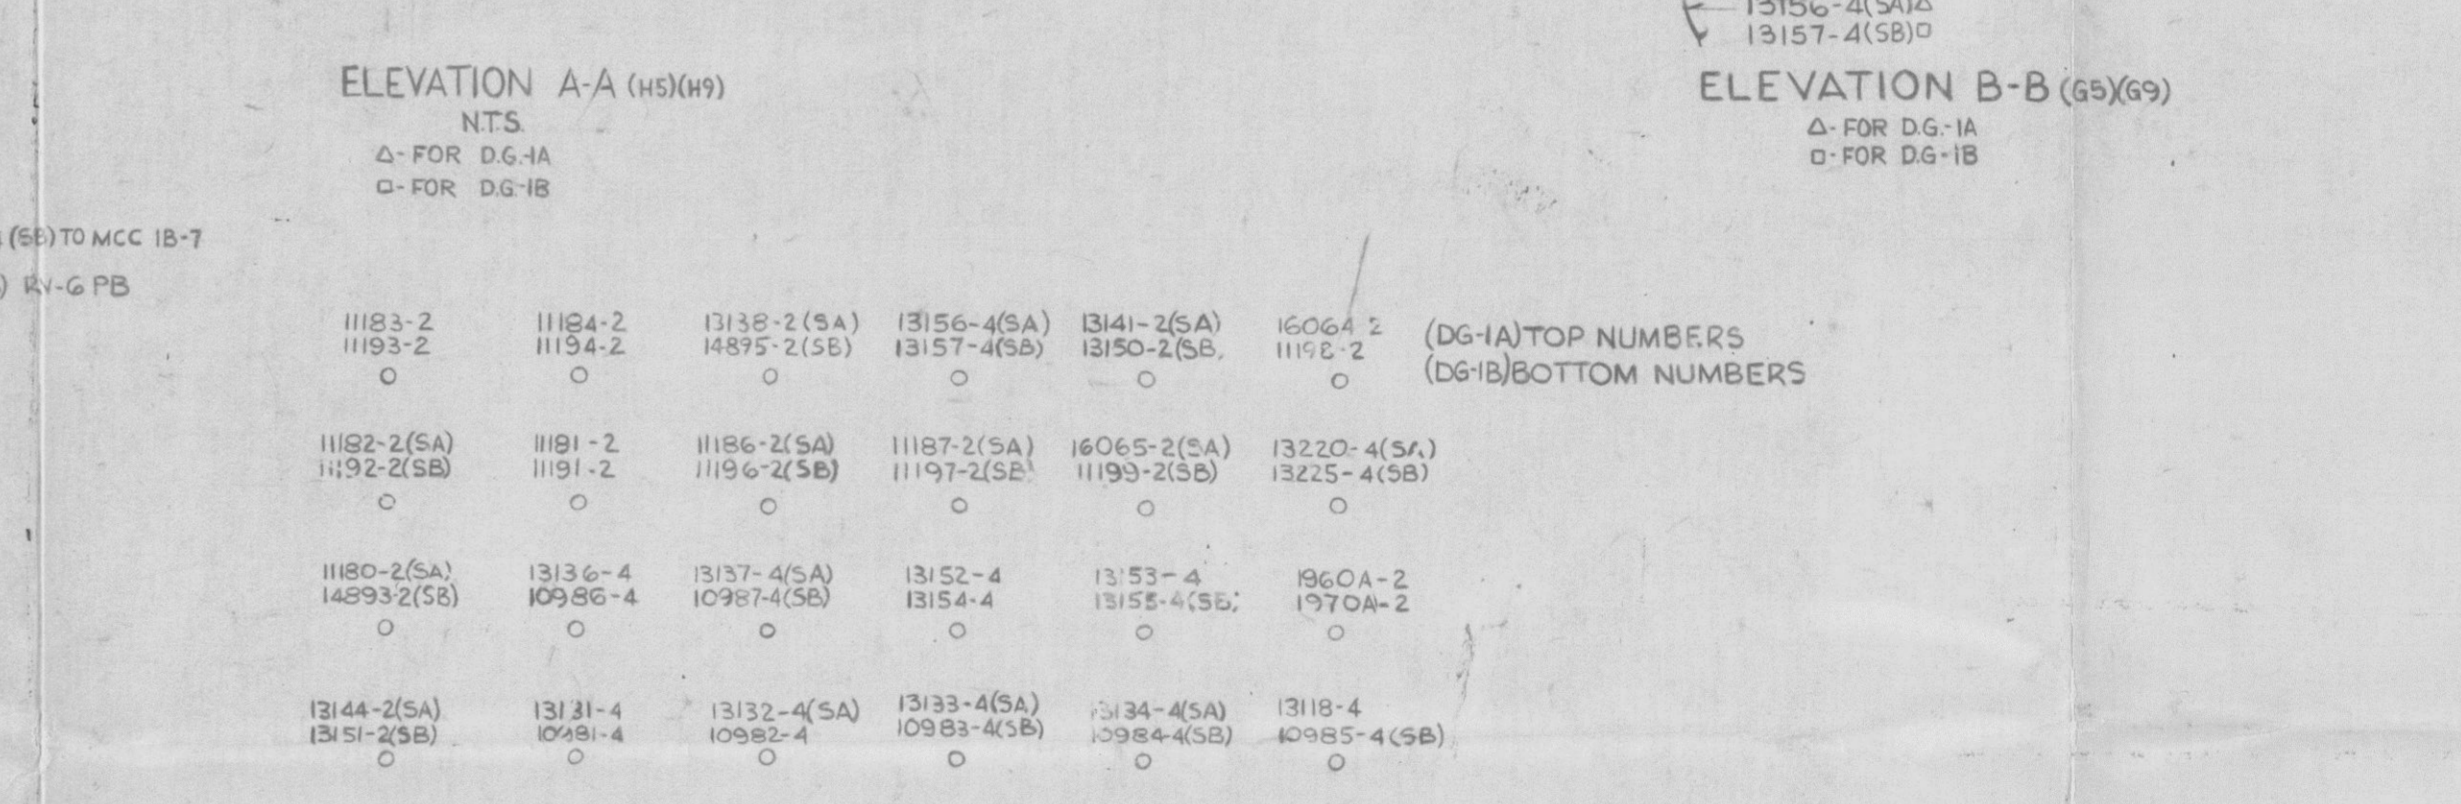 13156-4(SA)△
13157-4(SB)□
ELEVATION A-A (H5)(H9)
N.T.S.
△-FOR D.G.-1A
□-FOR D.G.-1B
ELEVATION B-B (G5)(G9)
△-FOR D.G.-1A
□-FOR D.G-1B
(SB) TO MCC 1B-7
) RV-6 PB
11183-2 11184-2 13138-2(SA) 13156-4(SA) 13141-2(SA) 16064 2
11193-2 11194-2 14895-2(SB) 13157-4(SB) 13150-2(SB) 11198-2
(DG-1A) TOP NUMBERS
(DG-1B) BOTTOM NUMBERS
11182-2(SA) 11181-2 11186-2(SA) 11187-2(SA) 16065-2(SA) 13220-4(SA)
11192-2(SB) 11191-2 11196-2(SB) 11197-2(SB) 11199-2(SB) 13225-4(SB)
11180-2(SA) 13136-4 13137-4(SA) 13152-4 13153-4 1960A-2
14893-2(SB) 10986-4 10987-4(SB) 13154-4 13155-4(SB) 1970A-2
13144-2(SA) 13131-4 13132-4(SA) 13133-4(SA) 13134-4(SA) 13118-4
13151-2(SB) 10981-4 10982-4 10983-4(SB) 10984-4(SB) 10985-4(SB)